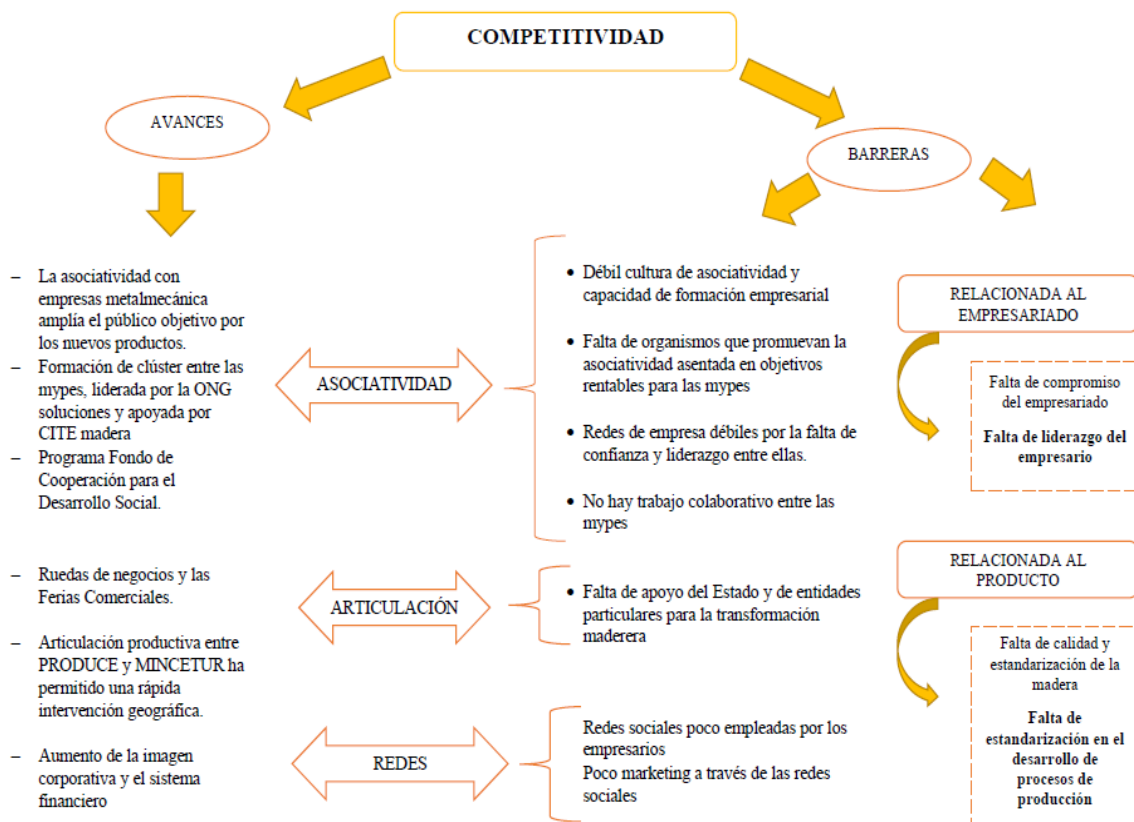 COMPETITIVIDAD
AVANCES
BARRERAS
– La asociatividad con
empresas metalmecánica
amplía el público objetivo por
los nuevos productos.
– Formación de clúster entre las
mypes, liderada por la ONG
soluciones y apoyada por
CITE madera
– Programa Fondo de
Cooperación para el
Desarrollo Social.
ASOCIATIVIDAD
• Débil cultura de asociatividad y
capacidad de formación empresarial
• Falta de organismos que promuevan la
asociatividad asentada en objetivos
rentables para las mypes
• Redes de empresa débiles por la falta de
confianza y liderazgo entre ellas.
• No hay trabajo colaborativo entre las
mypes
RELACIONADA AL
EMPRESARIADO
Falta de compromiso
del empresariado
Falta de liderazgo del
empresario
– Ruedas de negocios y las
Ferias Comerciales.
– Articulación productiva entre
PRODUCE y MINCETUR ha
permitido una rápida
intervención geográfica.
ARTICULACIÓN
• Falta de apoyo del Estado y de entidades
particulares para la transformación
maderera
RELACIONADA AL
PRODUCTO
Falta de calidad y
estandarización de la
madera
Falta de
estandarización en el
desarrollo de
procesos de
producción
– Aumento de la imagen
corporativa y el sistema
financiero
REDES
Redes sociales poco empleadas por los
empresarios
Poco marketing a través de las redes
sociales